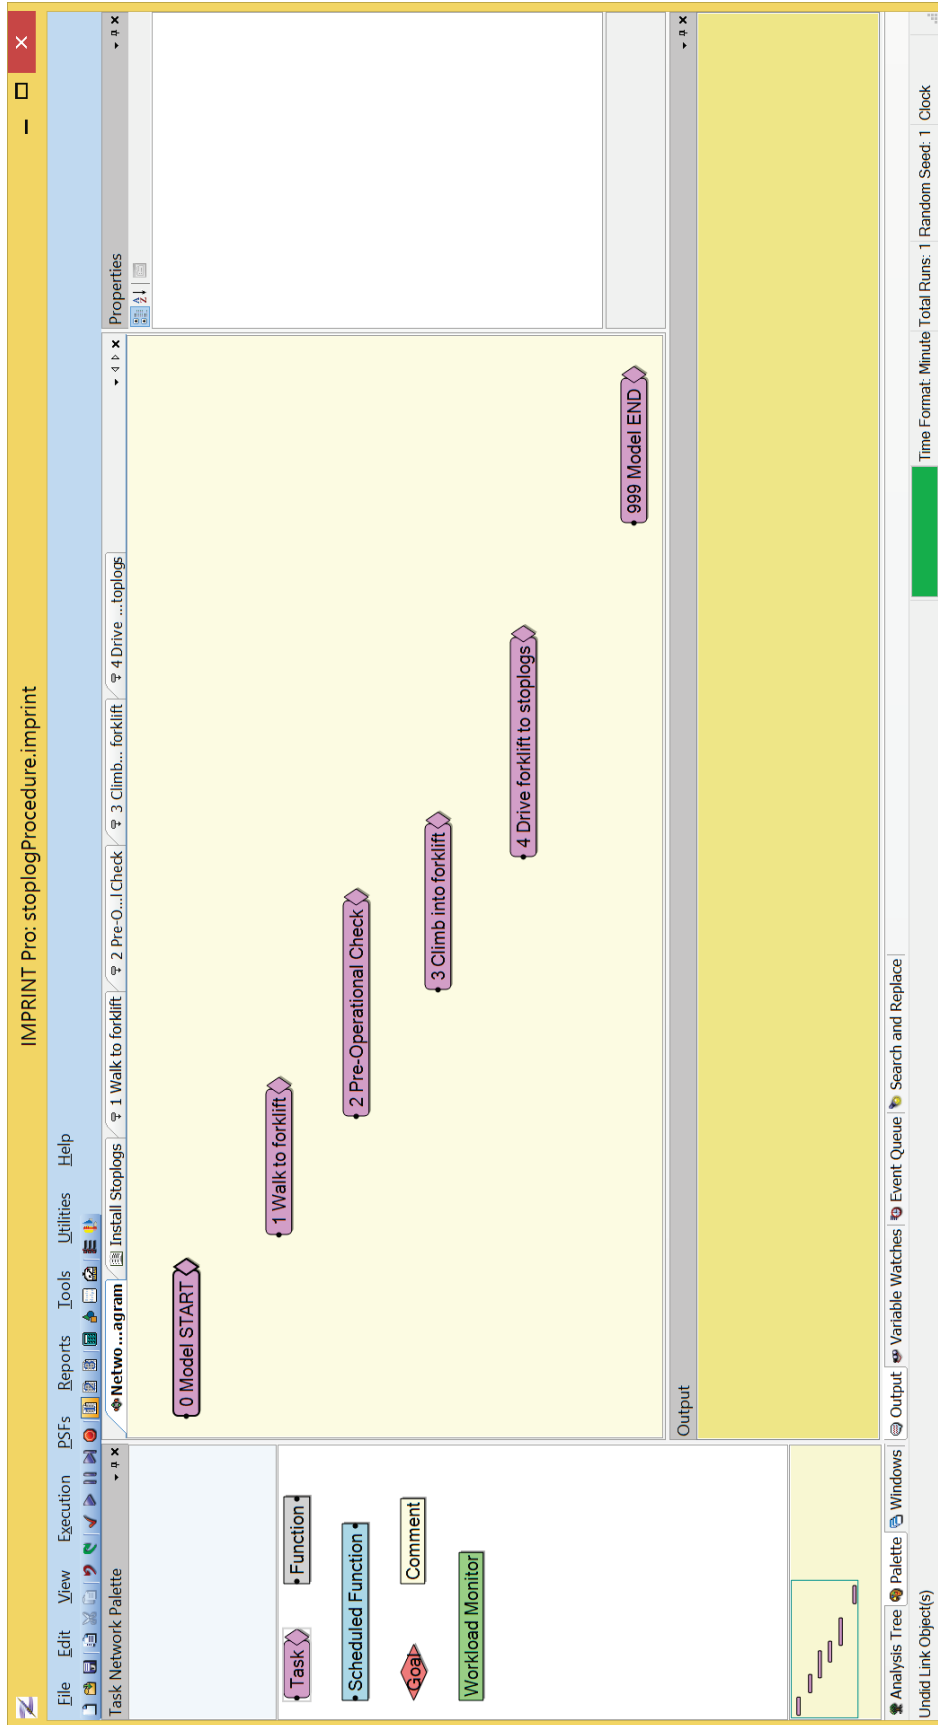 IMPRINT Pro: stoplogProcedure.imprint
File Edit View Execution PSFs Reports Tools Utilities Help
Task Network Palette
Netwo...agram Install Stoplogs 1 Walk to forklift 2 Pre-O...l Check 3 Climb... forklift 4 Drive ...toplogs
Properties
Task Function
Scheduled Function
Goal Comment
Workload Monitor
0 Model START
1 Walk to forklift
2 Pre-Operational Check
3 Climb into forklift
4 Drive forklift to stoplogs
999 Model END
Output
Analysis Tree Palette Windows
Output Variable Watches Event Queue Search and Replace
Undid Link Object(s)
Time Format: Minute Total Runs: 1 Random Seed: 1 Clock